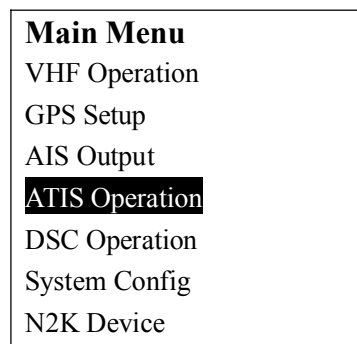 Main Menu
VHF Operation
GPS Setup
AIS Output
ATIS Operation
DSC Operation
System Config
N2K Device